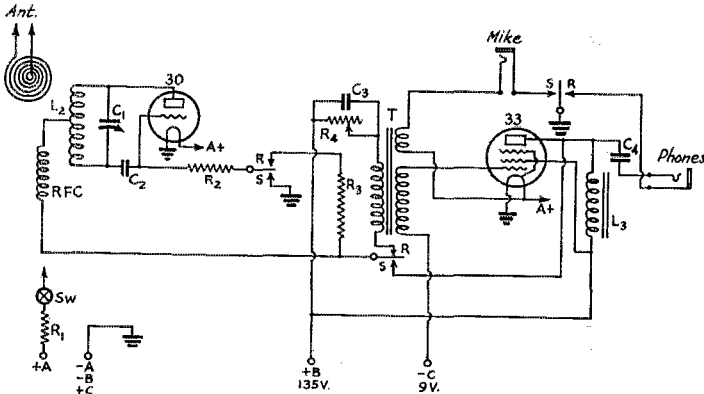 Ant.
L2
C1
30
A+
C2
RFC
R2
R
S
R3
C3
R4
T
Mike
S R
33
A+
C4
Phones
L3
R
S
Sw
R1
+A
-A
-B
+C
+B
135V.
-C
9V.